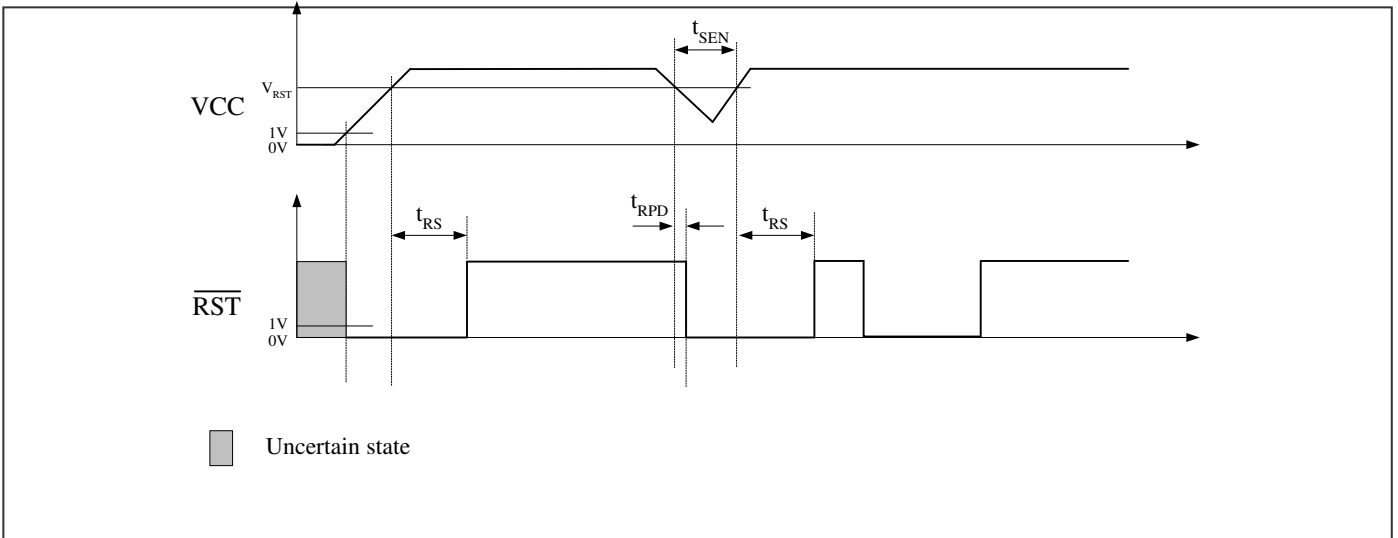 tSEN
VRST
VCC
1V
0V
tRPD
tRS
tRS
RST
1V
0V
Uncertain state